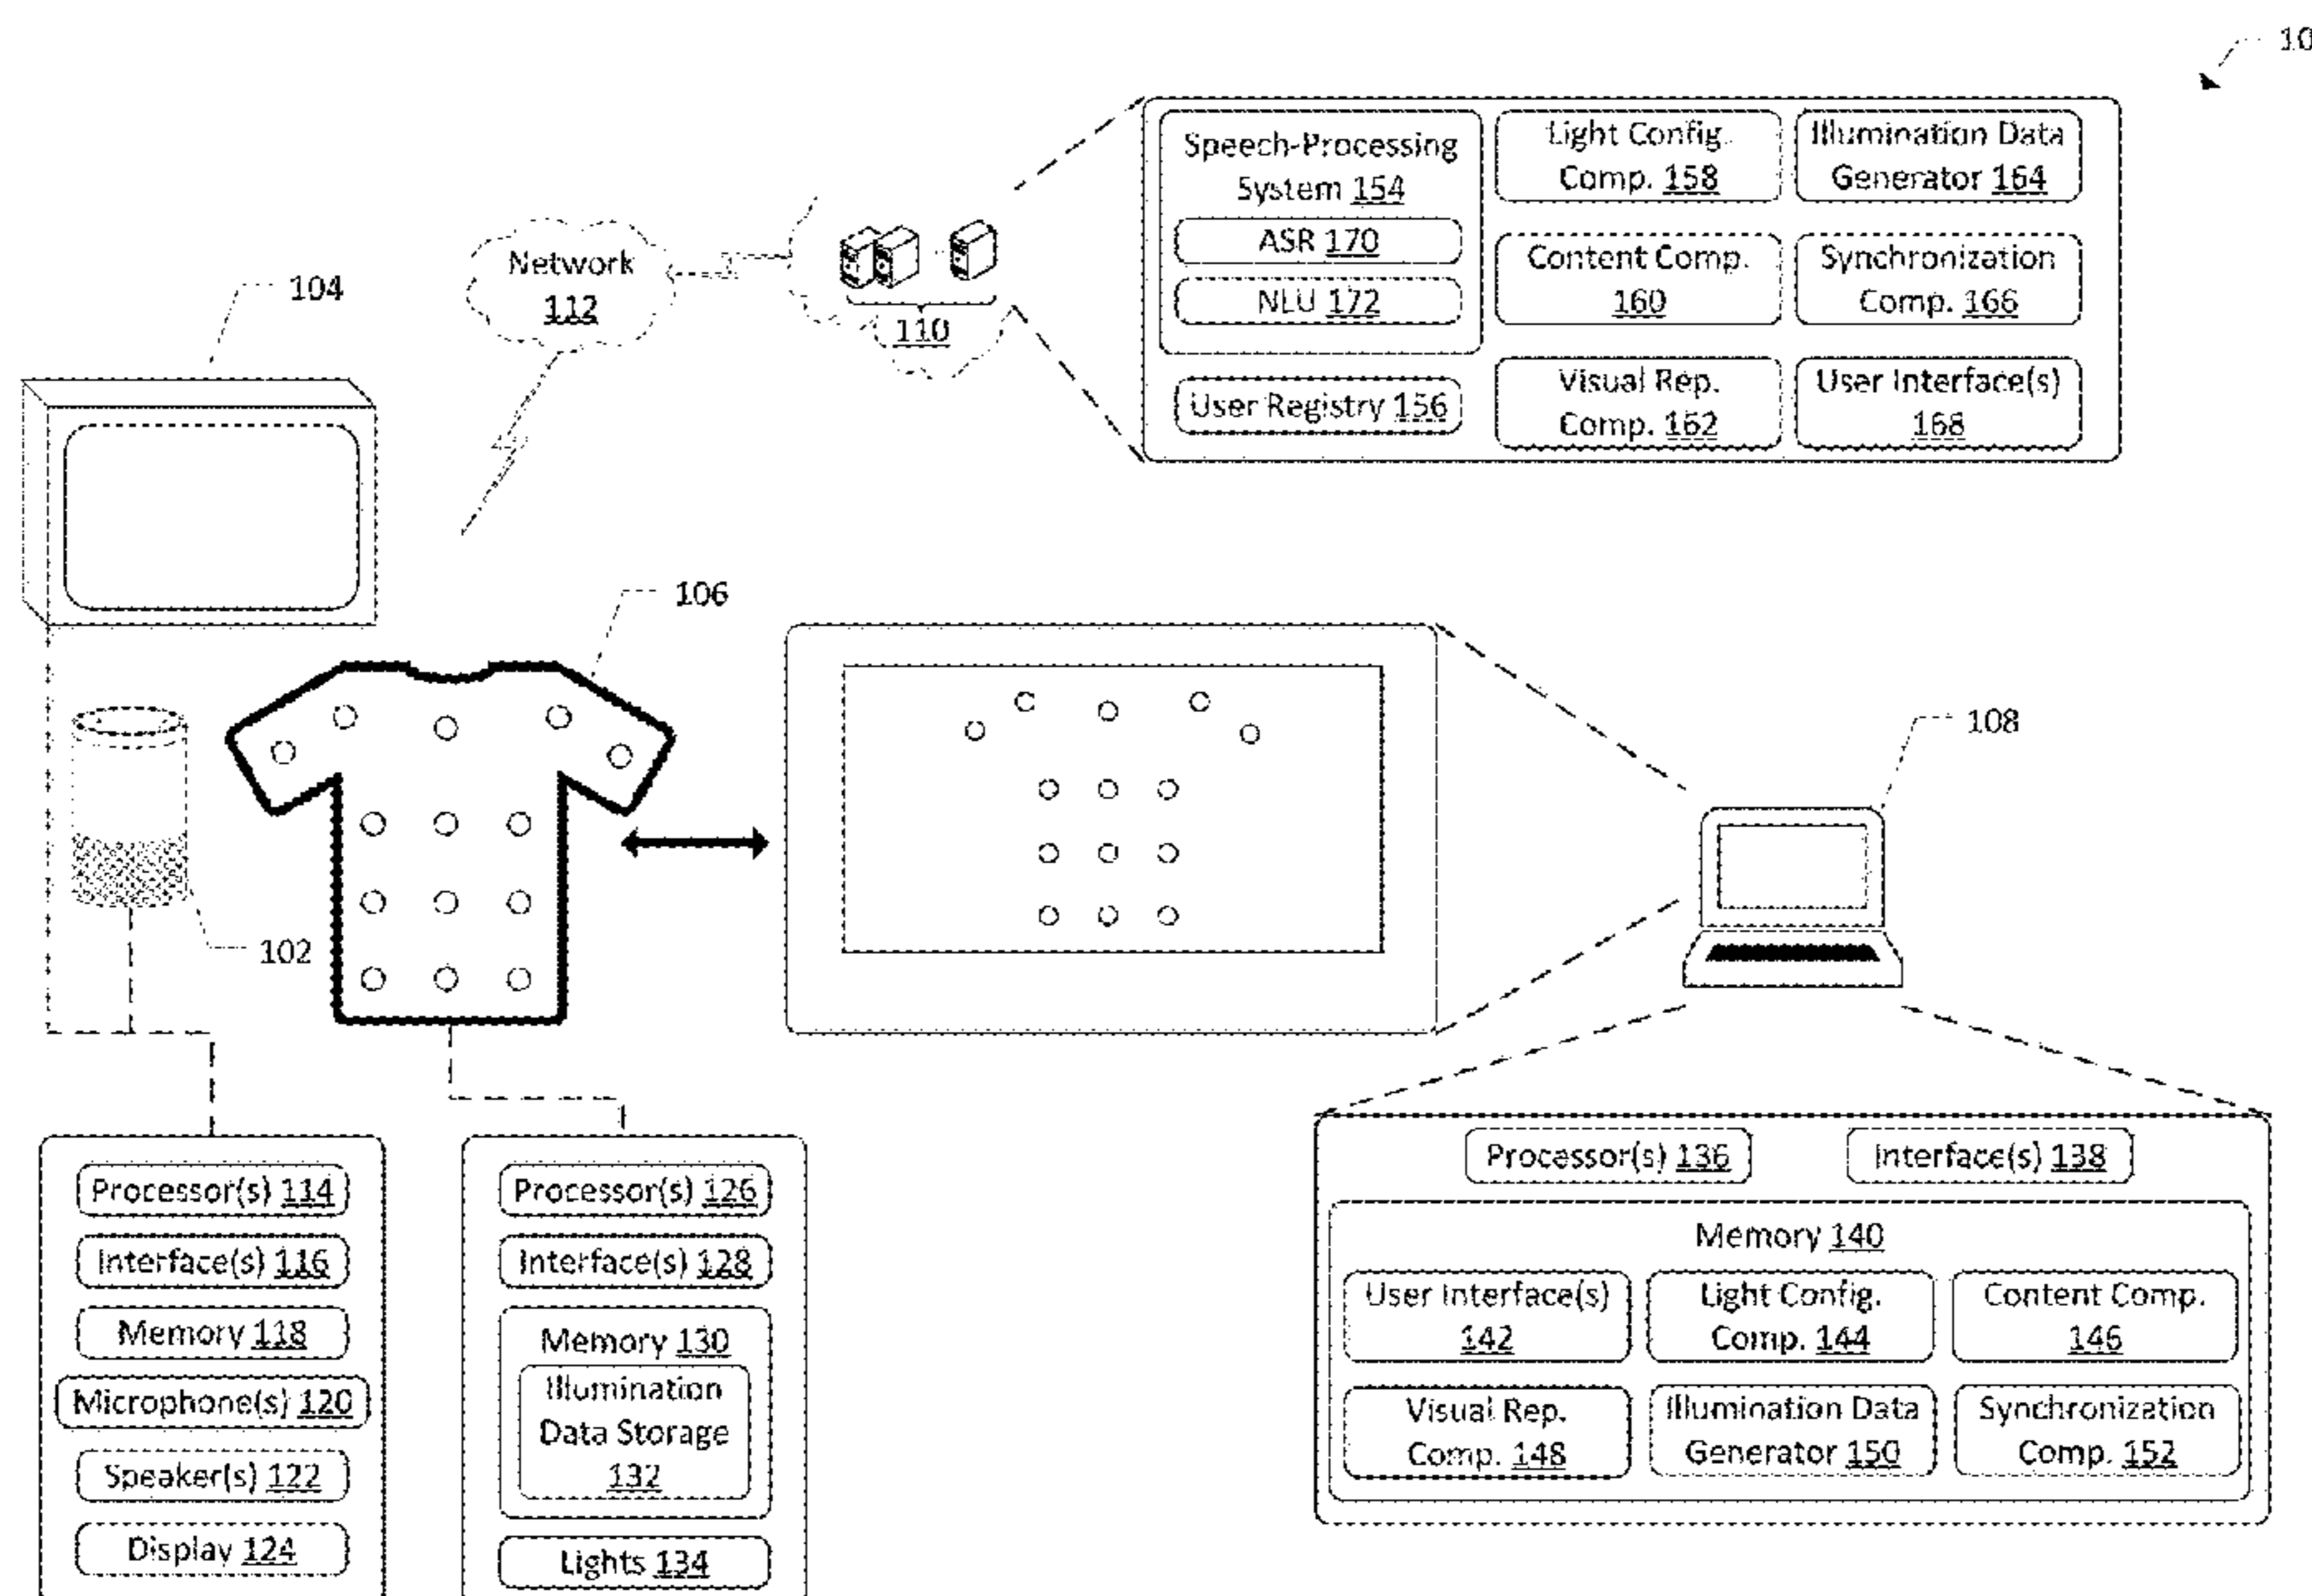 10
Speech-Processing
System 154
ASR 170
NLU 172
User Registry 156
Light Config.
Comp. 158
Illumination Data
Generator 164
Content Comp.
160
Synchronization
Comp. 166
Visual Rep.
Comp. 162
User Interface(s)
168
Network
112
110
104
106
102
108
Processor(s) 114
Interface(s) 116
Memory 118
Microphone(s) 120
Speaker(s) 122
Display 124
Processor(s) 126
Interface(s) 128
Memory 130
Illumination
Data Storage
132
Lights 134
Processor(s) 136
Interface(s) 138
Memory 140
User Interface(s)
142
Light Config.
Comp. 144
Content Comp.
146
Visual Rep.
Comp. 148
Illumination Data
Generator 150
Synchronization
Comp. 152